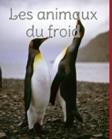 Les animaux
du froid